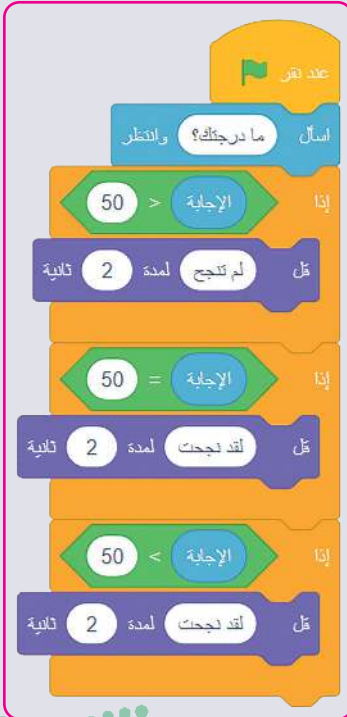 عند نقر
اسأل ما درجتك؟ وانتظر
إذا الإجابة < 50
قل لم تنجح لمدة 2 ثانية
إذا الإجابة = 50
قل لقد نجحت لمدة 2 ثانية
إذا الإجابة > 50
قل لقد نجحت لمدة 2 ثانية